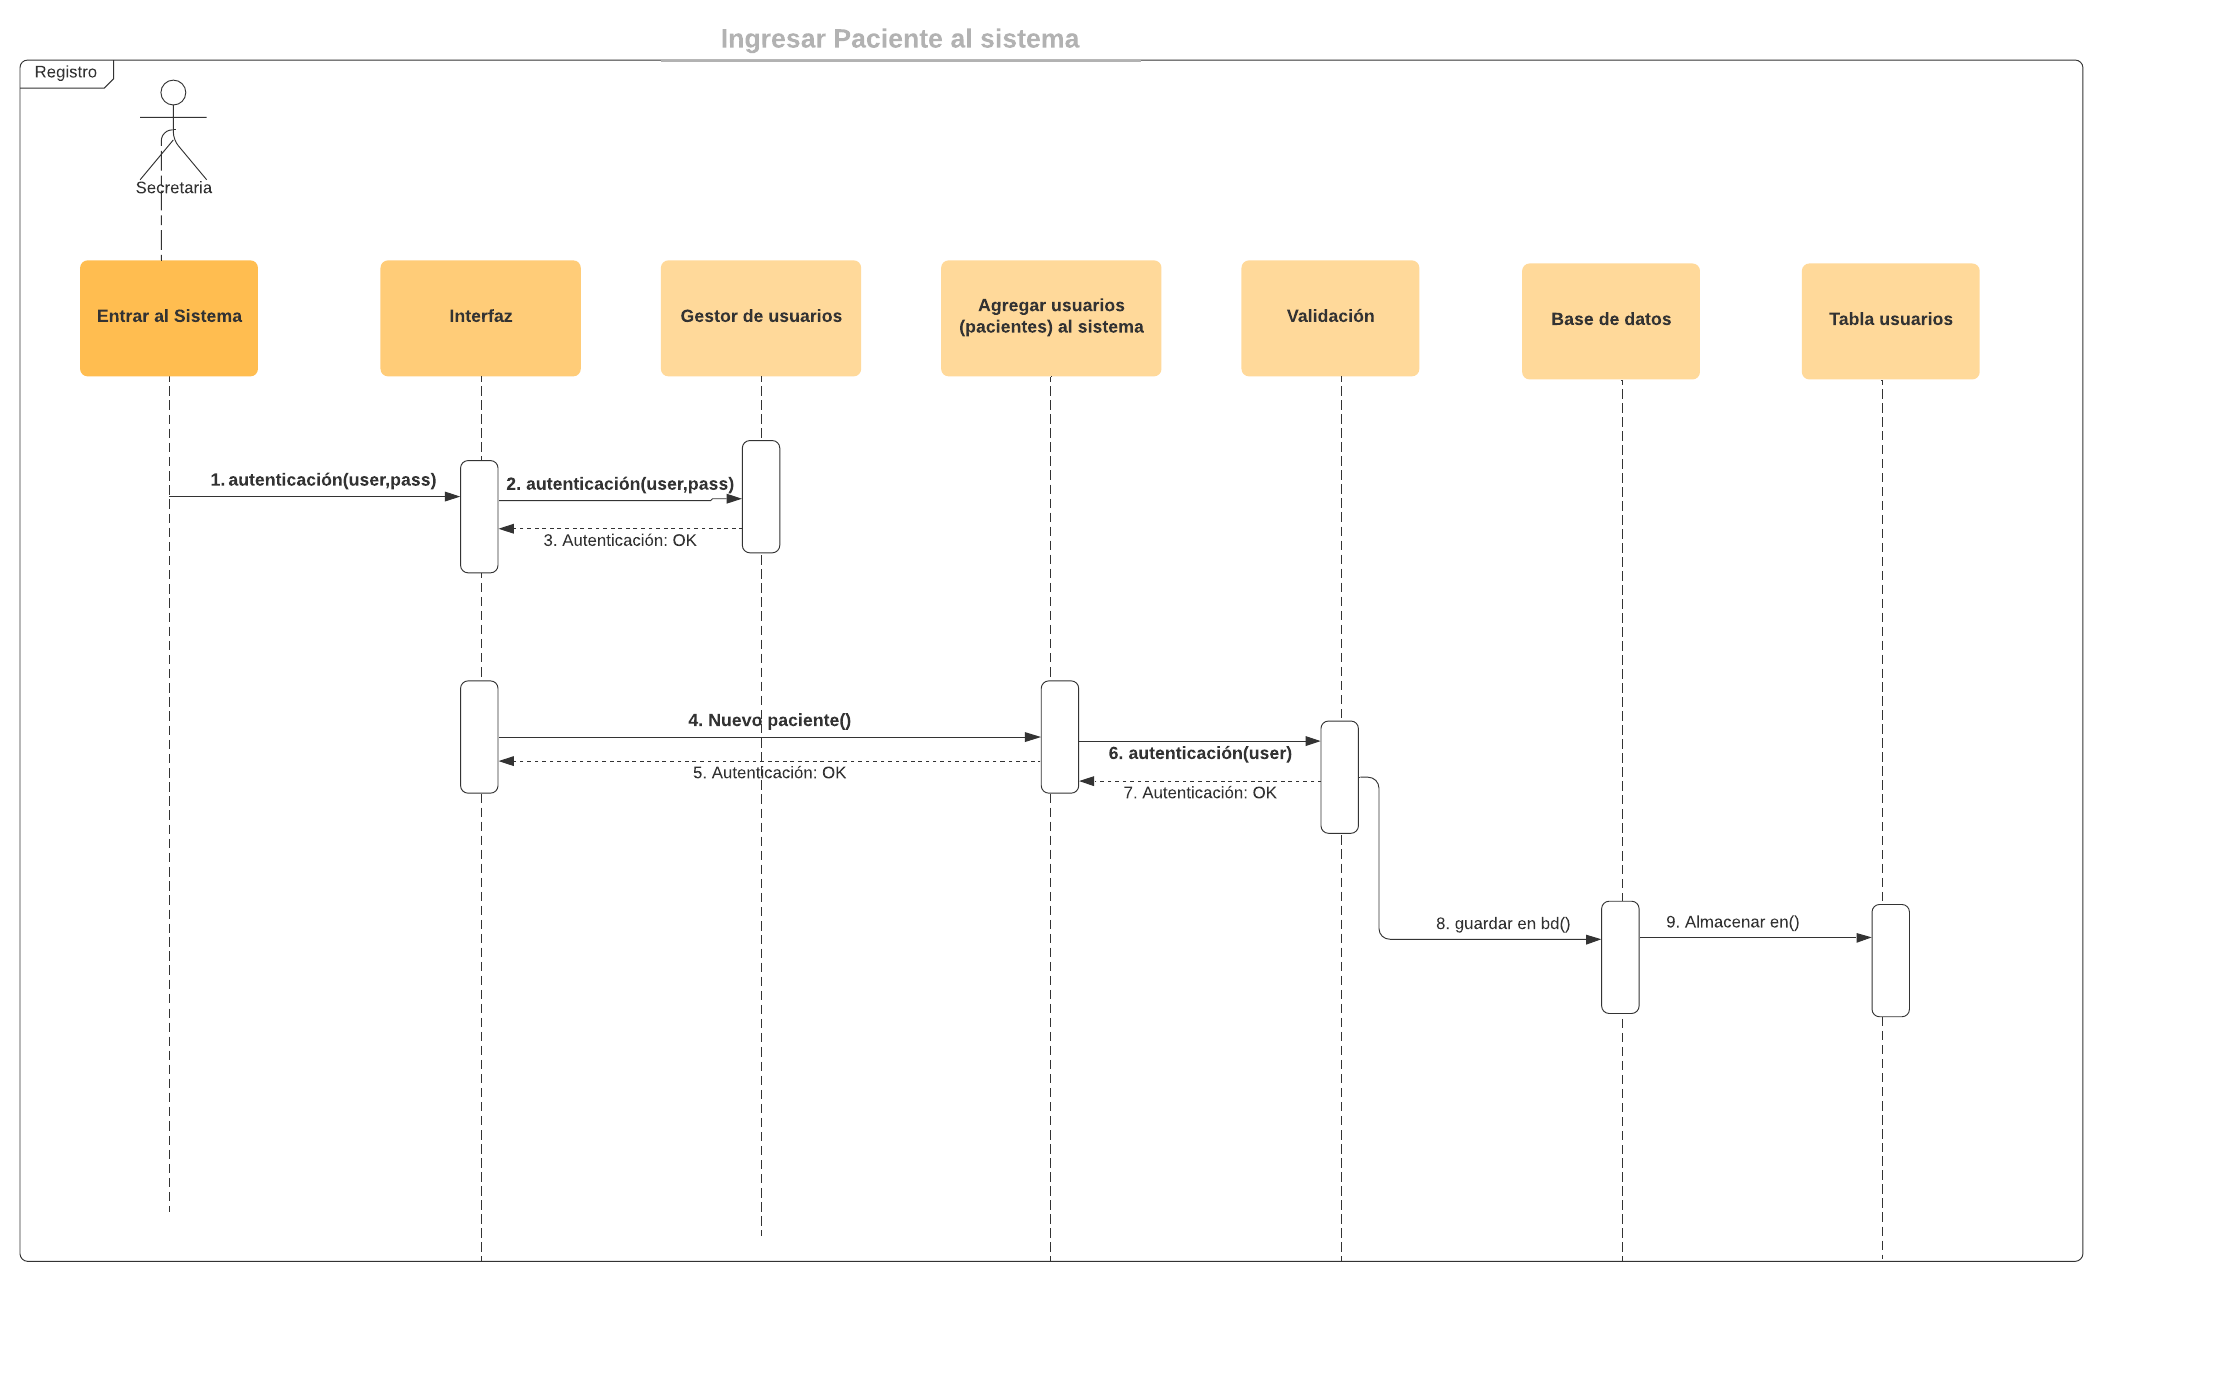 Ingresar Paciente al sistema
Registro
Secretaria
Entrar al Sistema
Interfaz
Gestor de usuarios
Agregar usuarios
(pacientes) al sistema
Validación
Base de datos
Tabla usuarios
1. autenticación(user,pass)
2. autenticación(user,pass)
3. Autenticación: OK
4. Nuevo paciente()
5. Autenticación: OK
6. autenticación(user)
7. Autenticación: OK
8. guardar en bd()
9. Almacenar en()